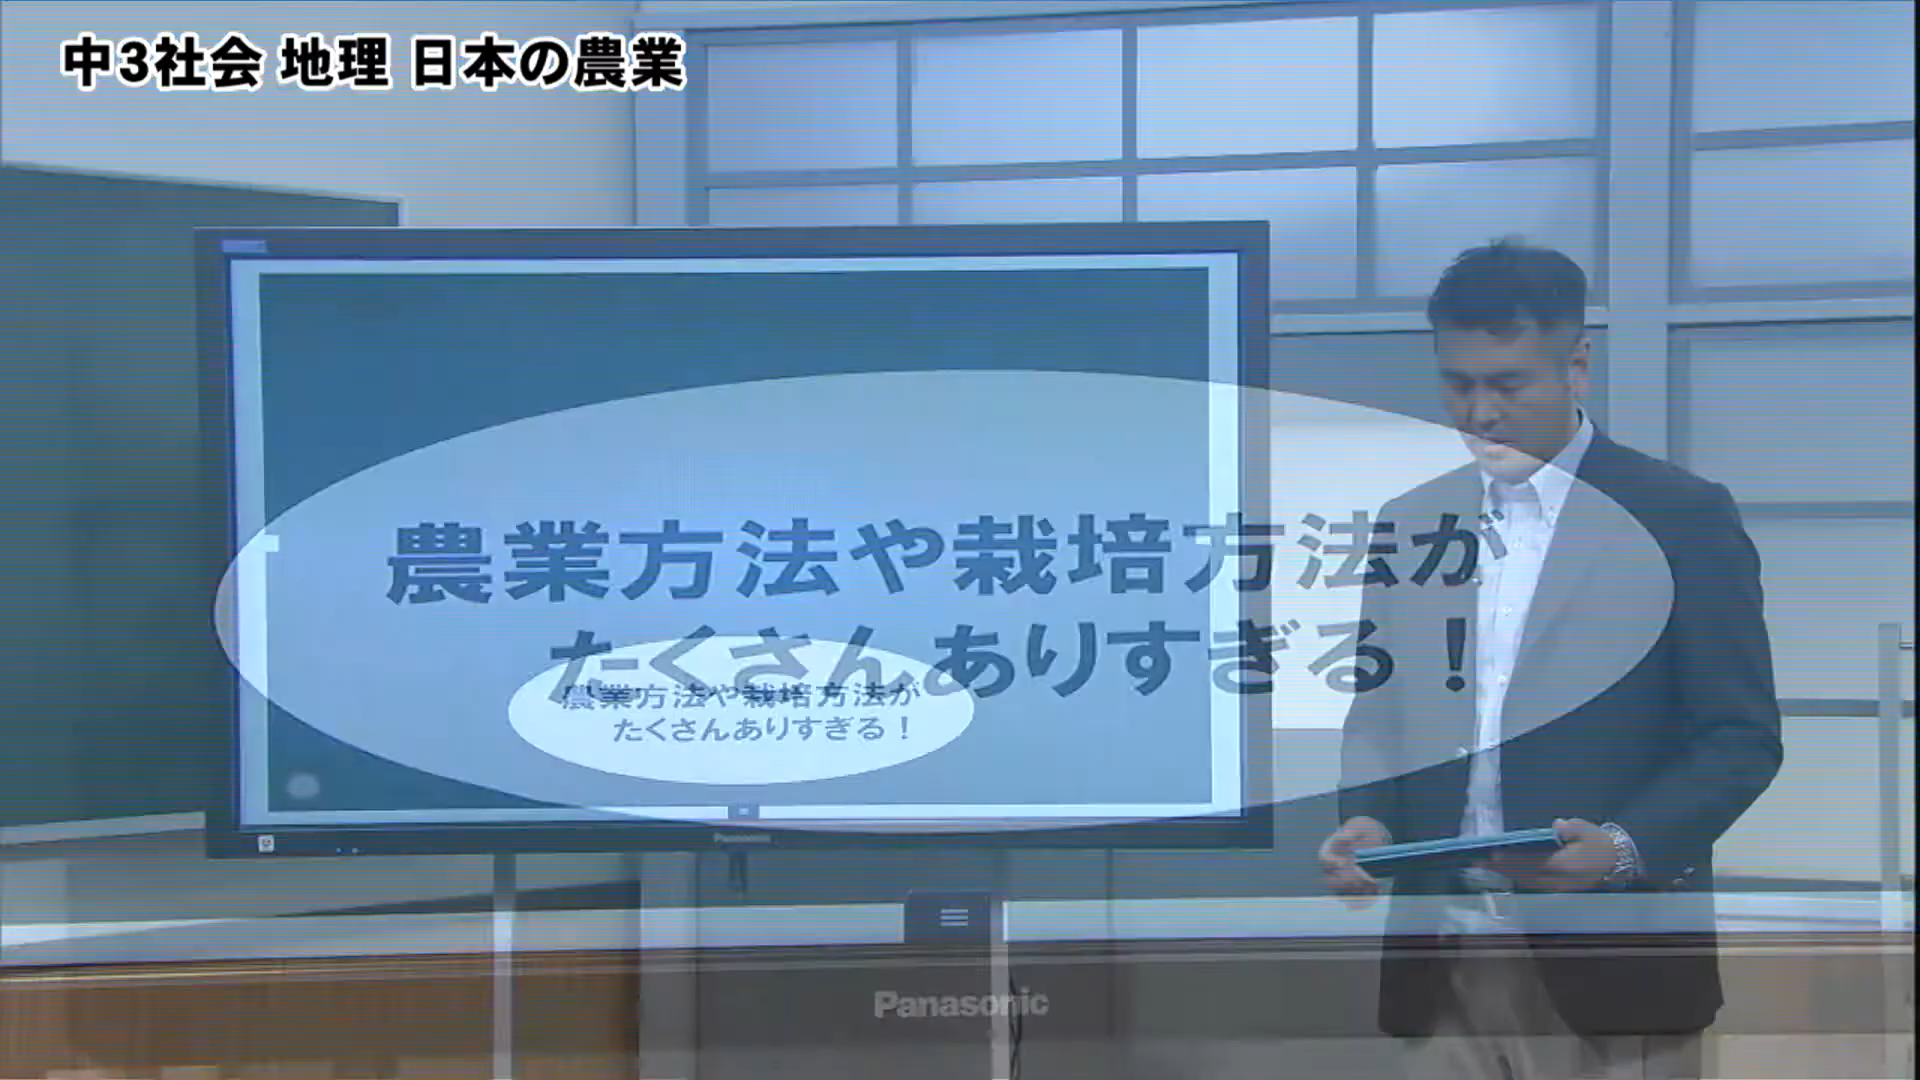 中3社会 地理 日本の農業
農業方法や栽培方法が
たくさんありすぎる!
農業方法や栽培方法が
たくさんありすぎる!
Panasonic
Panasonic